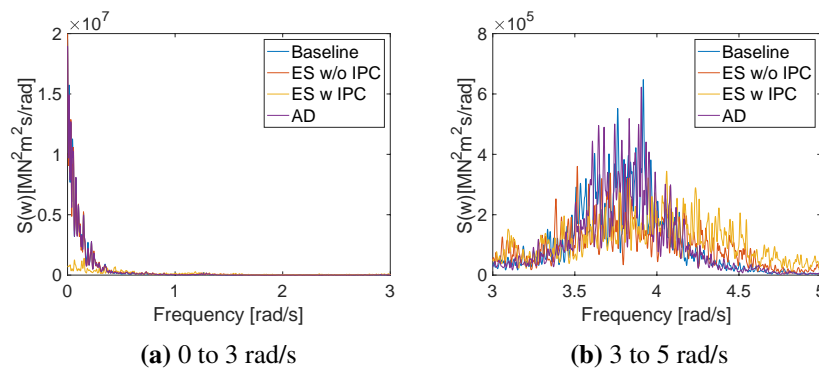 ×10⁷
2
1.5
1
0.5
0
S(w)[MN²m²s/rad]
0 1 2 3
Frequency [rad/s]
Baseline
ES w/o IPC
ES w IPC
AD
(a) 0 to 3 rad/s
×10⁵
8
6
4
2
0
S(w)[MN²m²s/rad]
3 3.5 4 4.5 5
Frequency [rad/s]
Baseline
ES w/o IPC
ES w IPC
AD
(b) 3 to 5 rad/s